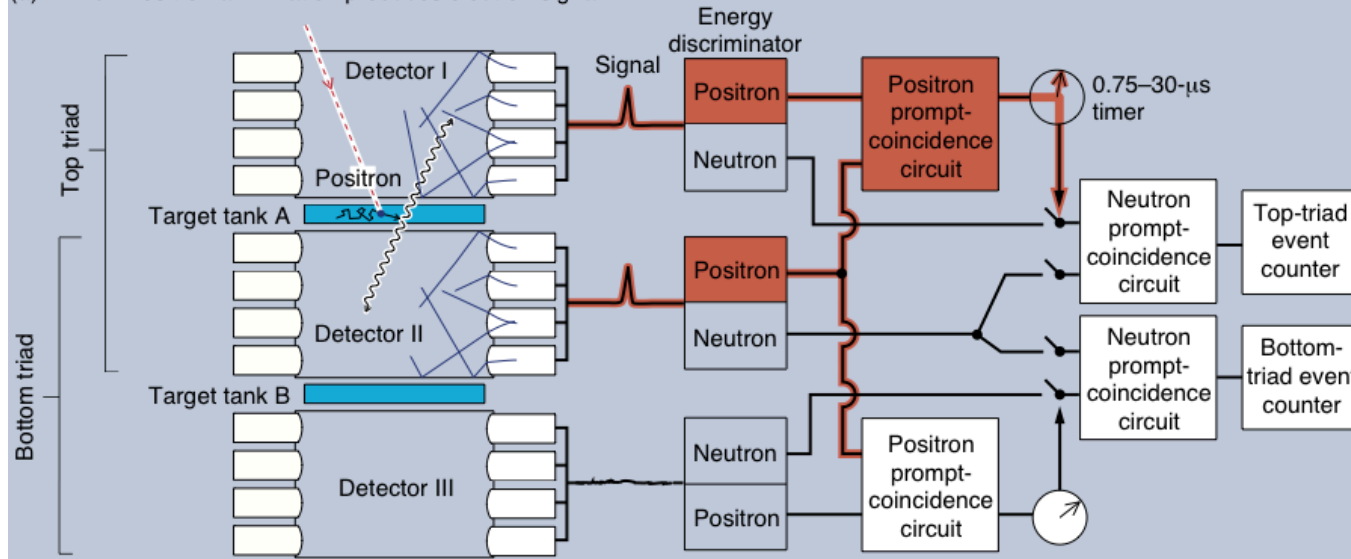 Energy
discriminator
Top triad
Detector I
Signal
Positron
Neutron
Positron
prompt-
coincidence
circuit
0.75–30-μs
timer
Positron
Target tank A
Neutron
prompt-
coincidence
circuit
Top-triad
event
counter
Bottom triad
Detector II
Positron
Neutron
Target tank B
Neutron
prompt-
coincidence
circuit
Bottom-
triad event
counter
Detector III
Neutron
Positron
Positron
prompt-
coincidence
circuit